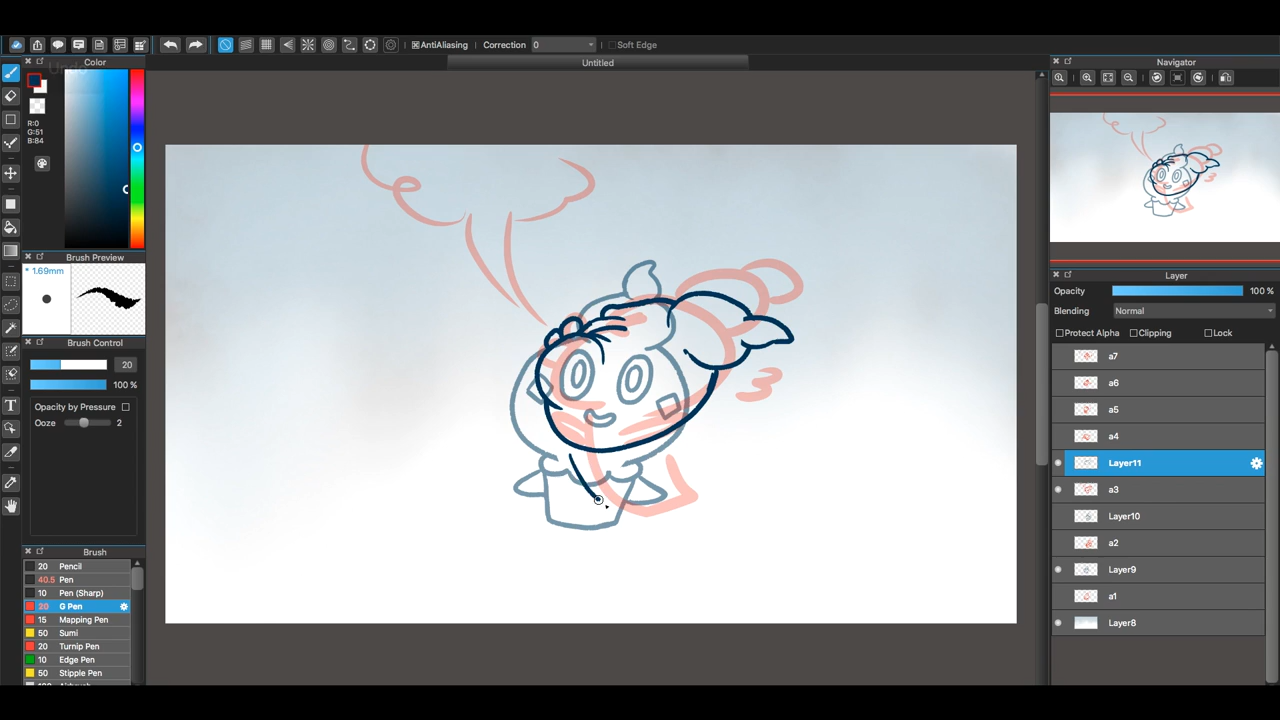 AntiAliasing Correction 0 Soft Edge
Color
Untitled
Navigator
Undo
R:0
G:51
B:84
Brush Preview
* 1.69mm
Brush Control
20
100 %
Opacity by Pressure
Ooze 2
Brush
20 Pencil
40.5 Pen
10 Pen (Sharp)
20 G Pen
15 Mapping Pen
50 Sumi
20 Turnip Pen
10 Edge Pen
50 Stipple Pen
Layer
Opacity 100 %
Blending Normal
Protect Alpha Clipping Lock
a7
a6
a5
a4
Layer11
a3
Layer10
a2
Layer9
a1
Layer8
T